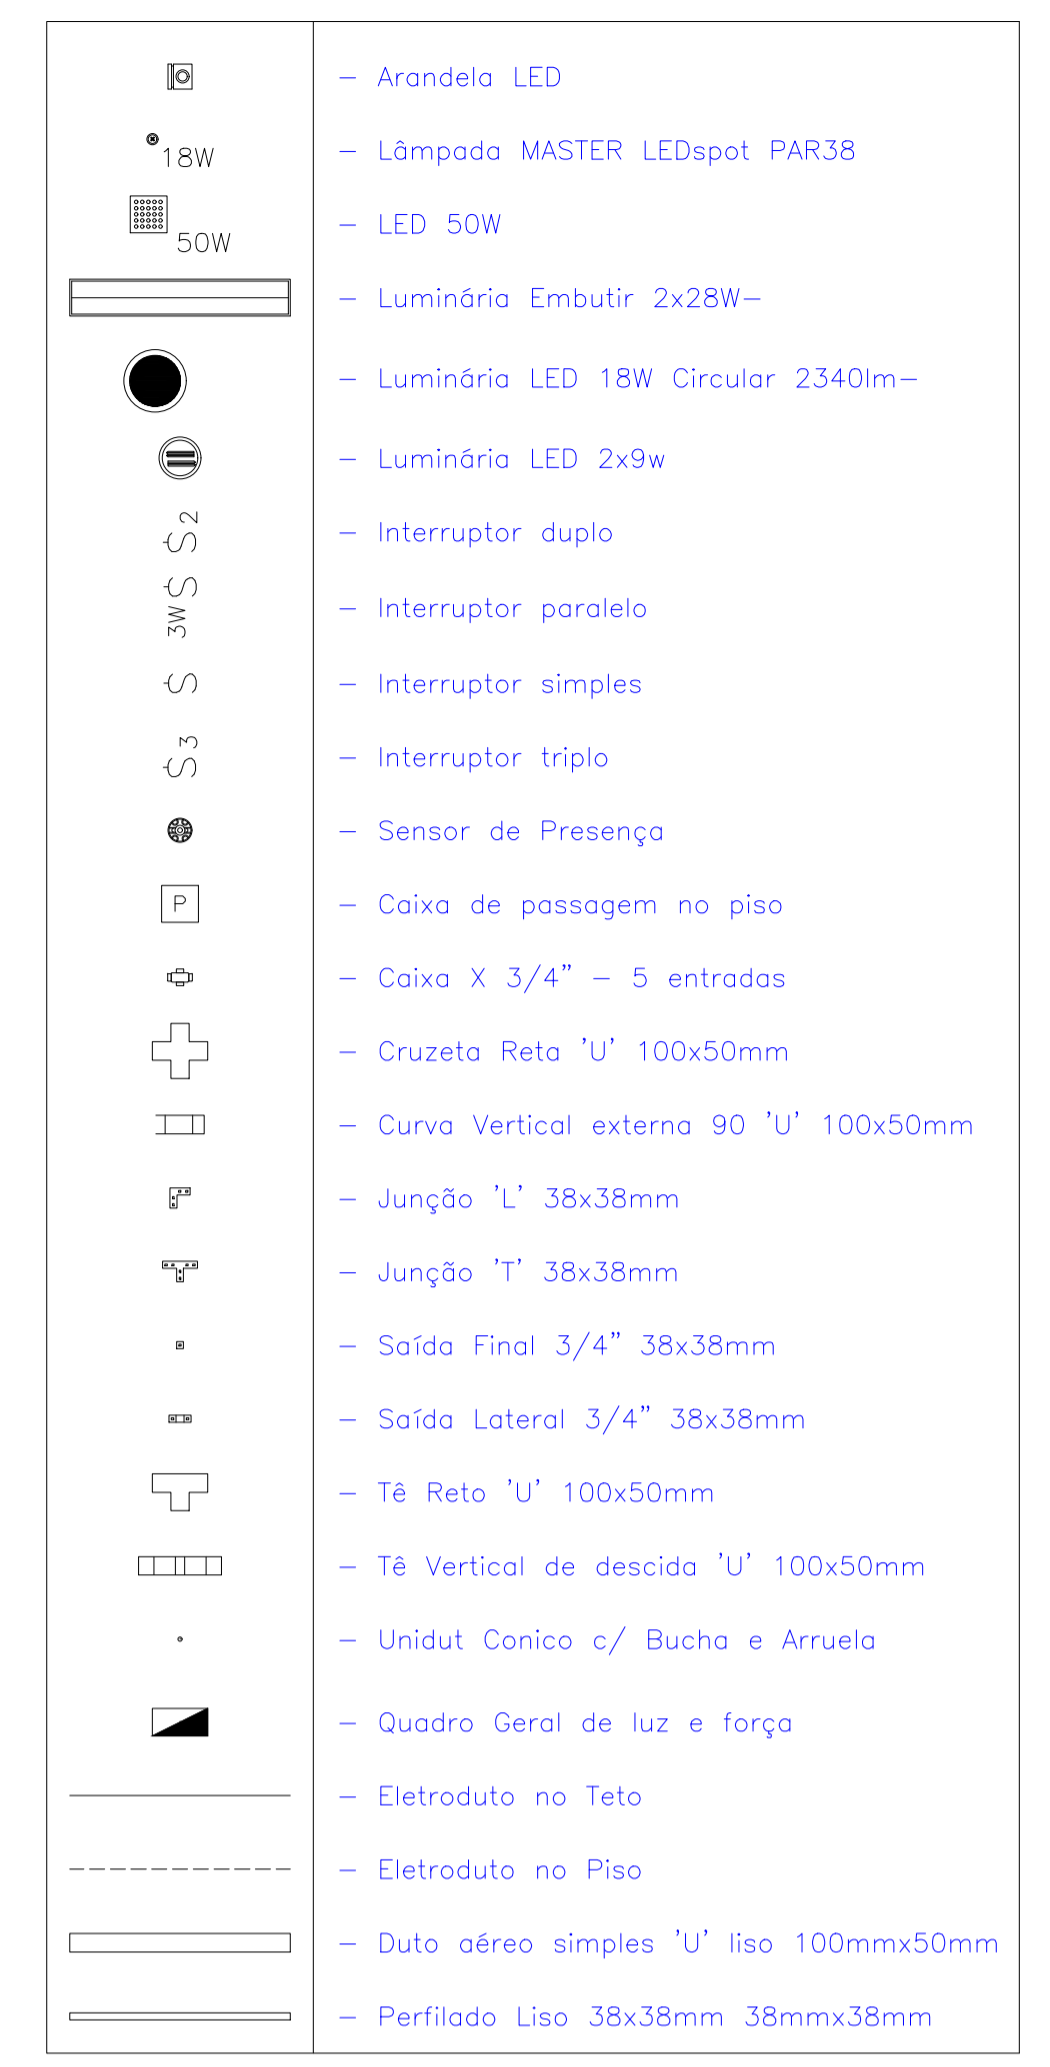 - Arandela LED
18W - Lâmpada MASTER LEDspot PAR38
50W - LED 50W
- Luminária Embutir 2x28W-
- Luminária LED 18W Circular 2340lm-
- Luminária LED 2x9w
S2 - Interruptor duplo
3W S - Interruptor paralelo
S - Interruptor simples
S3 - Interruptor triplo
- Sensor de Presença
P - Caixa de passagem no piso
- Caixa X 3/4" - 5 entradas
- Cruzeta Reta 'U' 100x50mm
- Curva Vertical externa 90 'U' 100x50mm
- Junção 'L' 38x38mm
- Junção 'T' 38x38mm
- Saída Final 3/4" 38x38mm
- Saída Lateral 3/4" 38x38mm
- Tê Reto 'U' 100x50mm
- Tê Vertical de descida 'U' 100x50mm
- Unidut Conico c/ Bucha e Arruela
- Quadro Geral de luz e força
- Eletroduto no Teto
- Eletroduto no Piso
- Duto aéreo simples 'U' liso 100mmx50mm
- Perfilado Liso 38x38mm 38mmx38mm